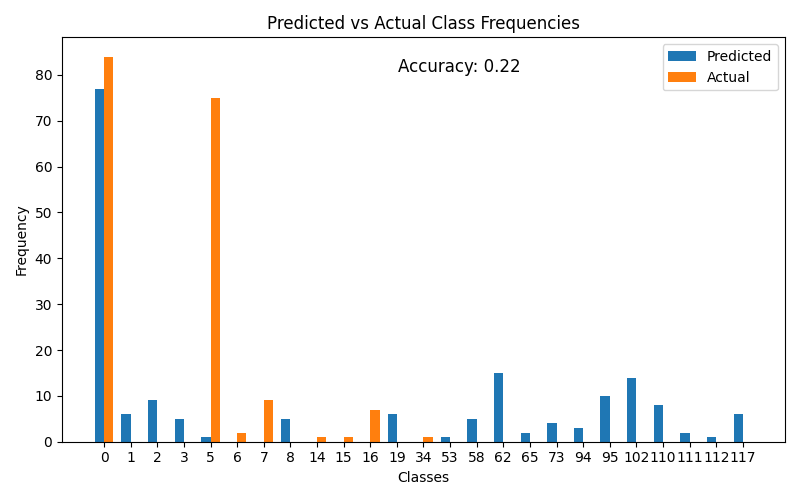 Predicted vs Actual Class Frequencies
Accuracy: 0.22
Predicted
Actual
Frequency
80
70
60
50
40
30
20
10
0
0 1 2 3 5 6 7 8 14 15 16 19 34 53 58 62 65 73 94 95 102 110 111 112 117
Classes